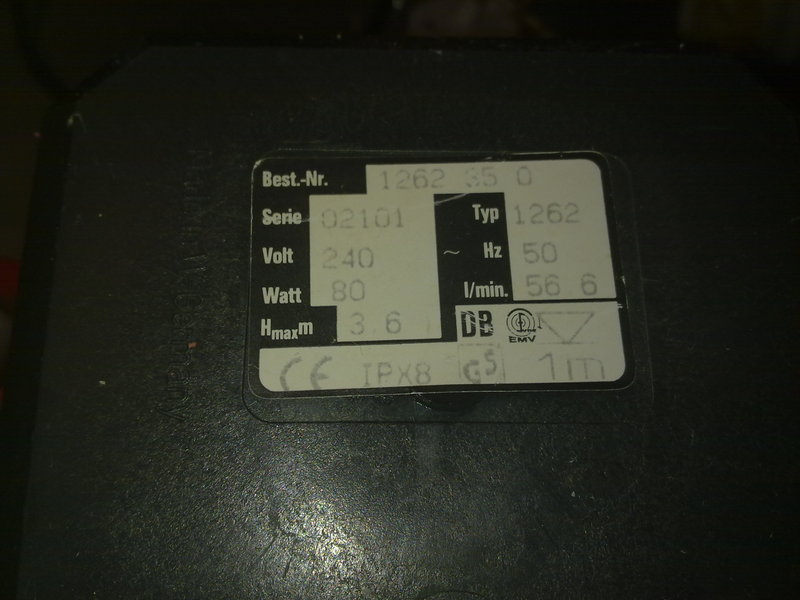 Best.-Nr. 1262 35 0
Serie 02101 Typ 1262
Volt 240 ~ Hz 50
Watt 80 l/min. 56.6
Hmaxm 3.6 DB EMV
CE IPX8 GS 1m